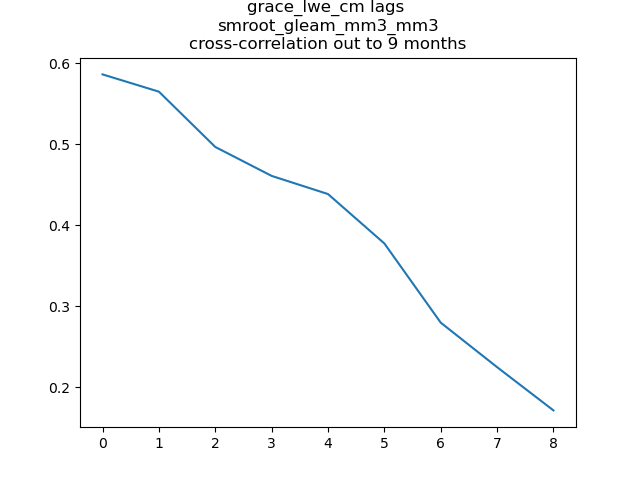 grace_lwe_cm lags
smroot_gleam_mm3_mm3
cross-correlation out to 9 months
0.6
0.5
0.4
0.3
0.2
0 1 2 3 4 5 6 7 8